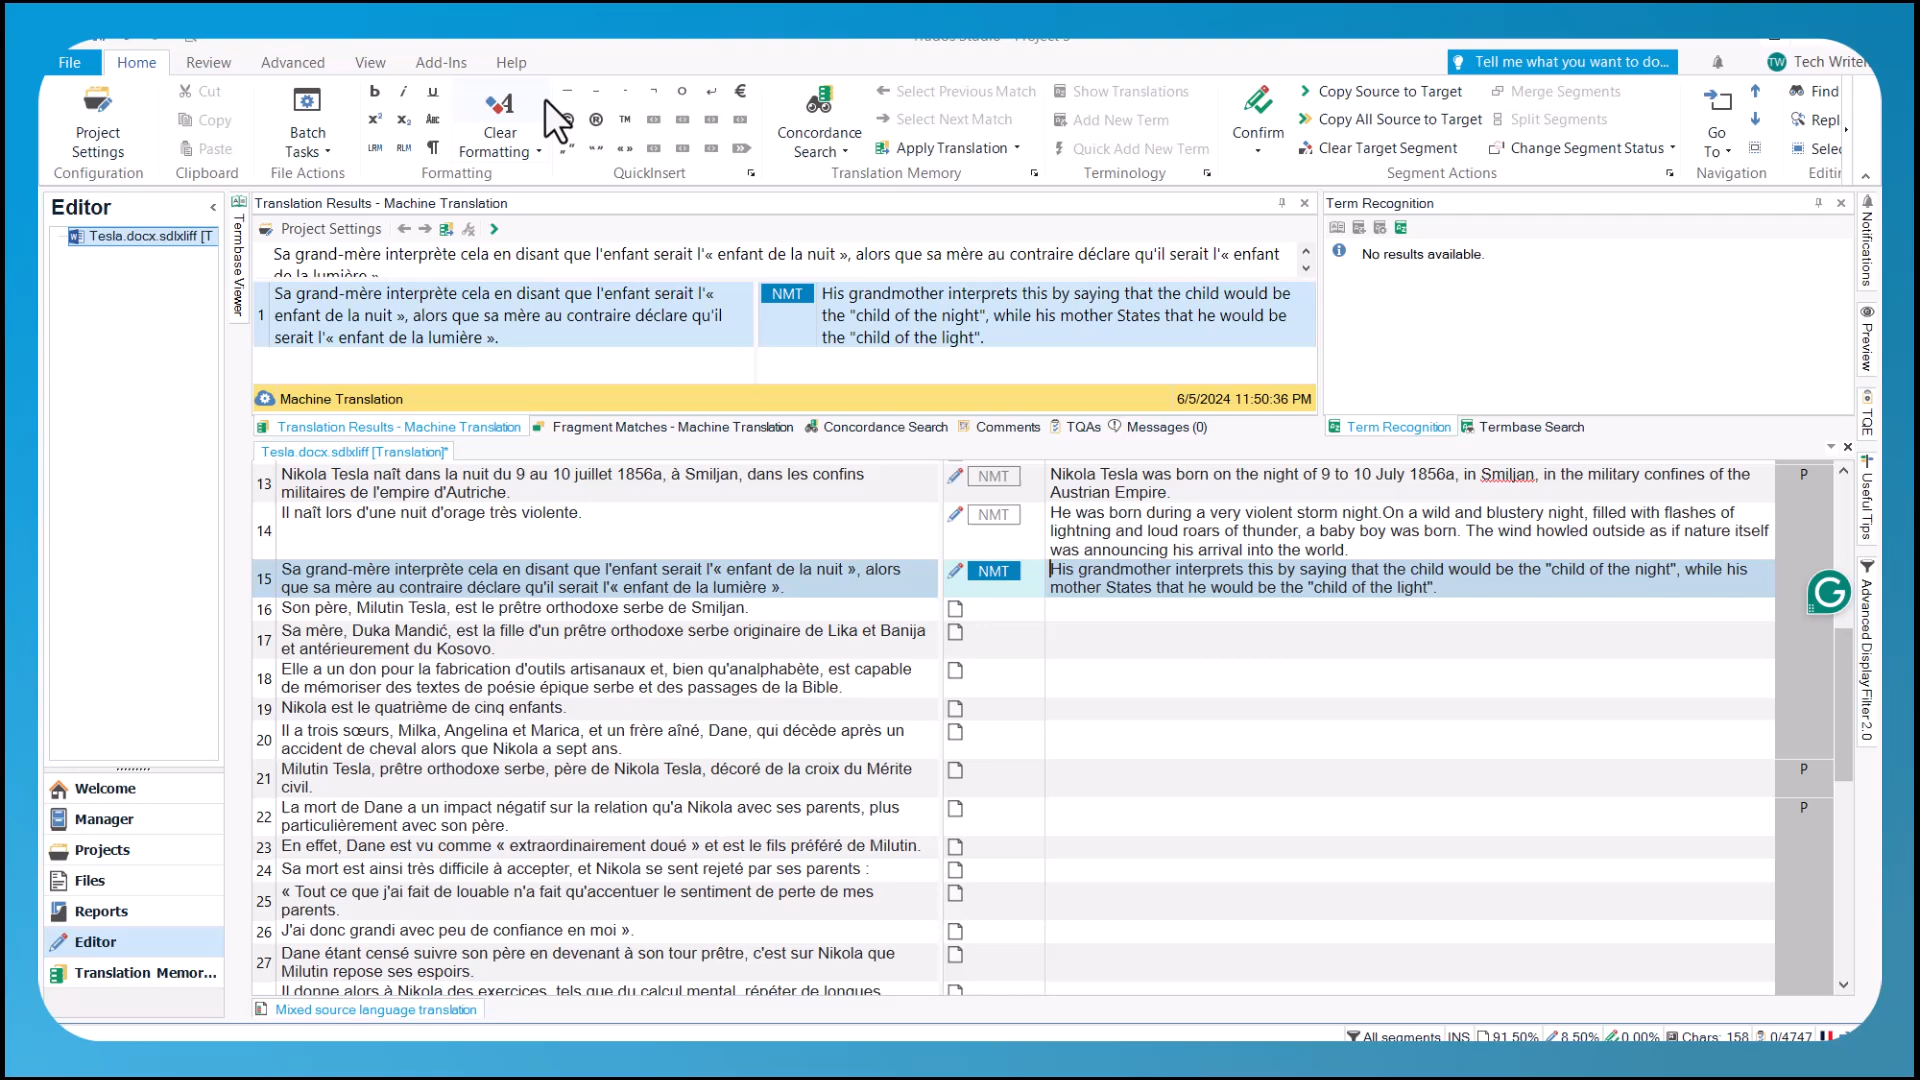 File Home Review Advanced View Add-Ins Help Tell me what you want to do... TW Tech Writer
Project Settings
Configuration
Cut
Copy
Paste
Clipboard
Batch Tasks
File Actions
Clear Formatting
Formatting
QuickInsert
Concordance Search
Select Previous Match
Select Next Match
Apply Translation
Translation Memory
Show Translations
Add New Term
Quick Add New Term
Terminology
Confirm
Copy Source to Target
Copy All Source to Target
Clear Target Segment
Merge Segments
Split Segments
Change Segment Status
Segment Actions
Go To
Navigation
Find
Repl
Selec
Editor
Tesla.docx.sdlxliff [T
Termbase Viewer
Translation Results - Machine Translation
Project Settings
Sa grand-mère interprète cela en disant que l'enfant serait l'« enfant de la nuit », alors que sa mère au contraire déclare qu'il serait l'« enfant
de la lumière ».
1 Sa grand-mère interprète cela en disant que l'enfant serait l'«
enfant de la nuit », alors que sa mère au contraire déclare qu'il
serait l'« enfant de la lumière ».
NMT His grandmother interprets this by saying that the child would be
the "child of the night", while his mother States that he would be
the "child of the light".
Machine Translation 6/5/2024 11:50:36 PM
Translation Results - Machine Translation Fragment Matches - Machine Translation Concordance Search Comments TQAs Messages (0)
Term Recognition
No results available.
Term Recognition Termbase Search
Notifications
Preview
TQE
Useful Tips
Advanced Display Filter 2.0
Tesla.docx.sdlxliff [Translation]*
13 Nikola Tesla naît dans la nuit du 9 au 10 juillet 1856a, à Smiljan, dans les confins
militaires de l'empire d'Autriche.
NMT Nikola Tesla was born on the night of 9 to 10 July 1856a, in Smiljan, in the military confines of the
Austrian Empire.
P
14 Il naît lors d'une nuit d'orage très violente.
NMT He was born during a very violent storm night.On a wild and blustery night, filled with flashes of
lightning and loud roars of thunder, a baby boy was born. The wind howled outside as if nature itself
was announcing his arrival into the world.
15 Sa grand-mère interprète cela en disant que l'enfant serait l'« enfant de la nuit », alors
que sa mère au contraire déclare qu'il serait l'« enfant de la lumière ».
NMT His grandmother interprets this by saying that the child would be the "child of the night", while his
mother States that he would be the "child of the light".
16 Son père, Milutin Tesla, est le prêtre orthodoxe serbe de Smiljan.
17 Sa mère, Duka Mandić, est la fille d'un prêtre orthodoxe serbe originaire de Lika et Banija
et antérieurement du Kosovo.
18 Elle a un don pour la fabrication d'outils artisanaux et, bien qu'analphabète, est capable
de mémoriser des textes de poésie épique serbe et des passages de la Bible.
19 Nikola est le quatrième de cinq enfants.
20 Il a trois sœurs, Milka, Angelina et Marica, et un frère aîné, Dane, qui décède après un
accident de cheval alors que Nikola a sept ans.
21 Milutin Tesla, prêtre orthodoxe serbe, père de Nikola Tesla, décoré de la croix du Mérite
civil.
P
22 La mort de Dane a un impact négatif sur la relation qu'a Nikola avec ses parents, plus
particulièrement avec son père.
P
23 En effet, Dane est vu comme « extraordinairement doué » et est le fils préféré de Milutin.
24 Sa mort est ainsi très difficile à accepter, et Nikola se sent rejeté par ses parents :
25 « Tout ce que j'ai fait de louable n'a fait qu'accentuer le sentiment de perte de mes
parents.
26 J'ai donc grandi avec peu de confiance en moi ».
27 Dane étant censé suivre son père en devenant à son tour prêtre, c'est sur Nikola que
Milutin repose ses espoirs.
Il donne alors à Nikola des exercices, tels que du calcul mental, répéter de longues
Mixed source language translation
Welcome
Manager
Projects
Files
Reports
Editor
Translation Memor...
All segments INS 91.50% 8.50% 0.00% Chars: 158 0/4747